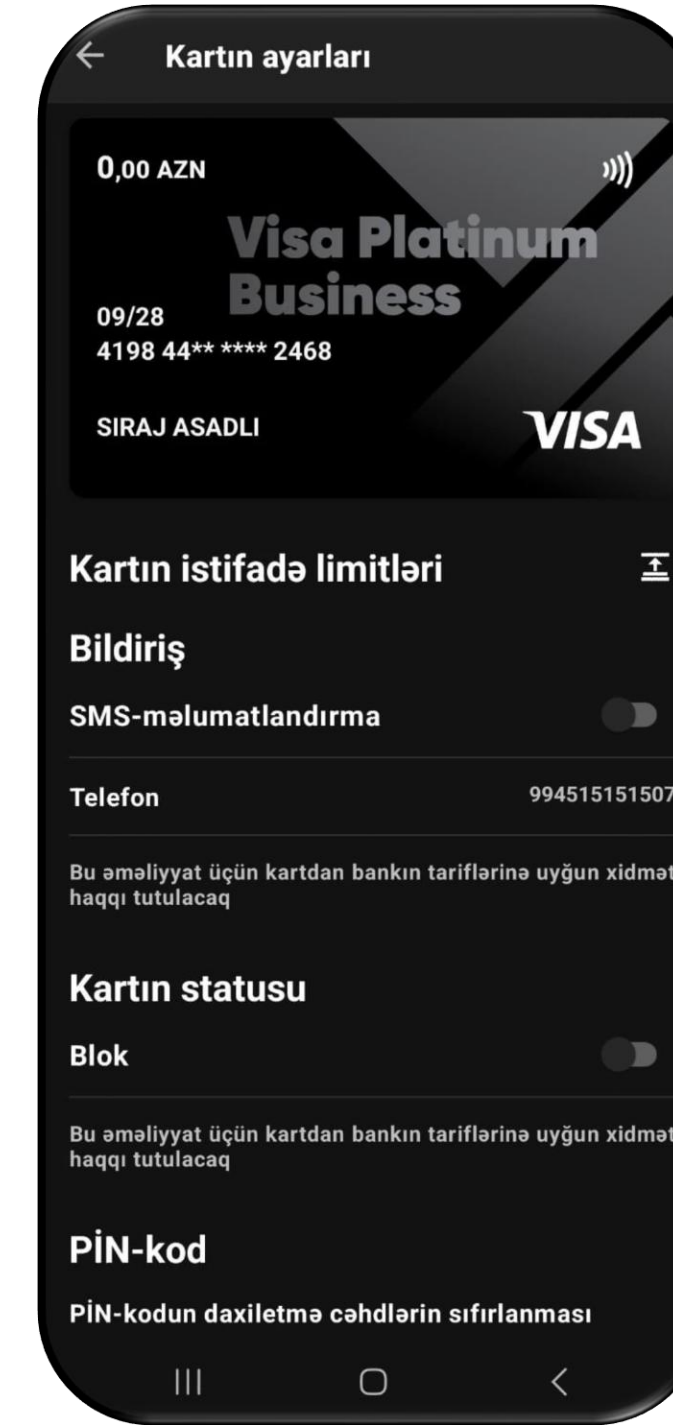 Kartın ayarları
0,00 AZN
Visa Platinum
Business
09/28
4198 44** **** 2468
SIRAJ ASADLI
VISA
Kartın istifadə limitləri
Bildiriş
SMS-məlumatlandırma
Telefon 994515151507
Bu əməliyyat üçün kartdan bankın tariflərinə uyğun xidmət
haqqı tutulacaq
Kartın statusu
Blok
Bu əməliyyat üçün kartdan bankın tariflərinə uyğun xidmət
haqqı tutulacaq
PİN-kod
PİN-kodun daxiletmə cəhdlərin sıfırlanması